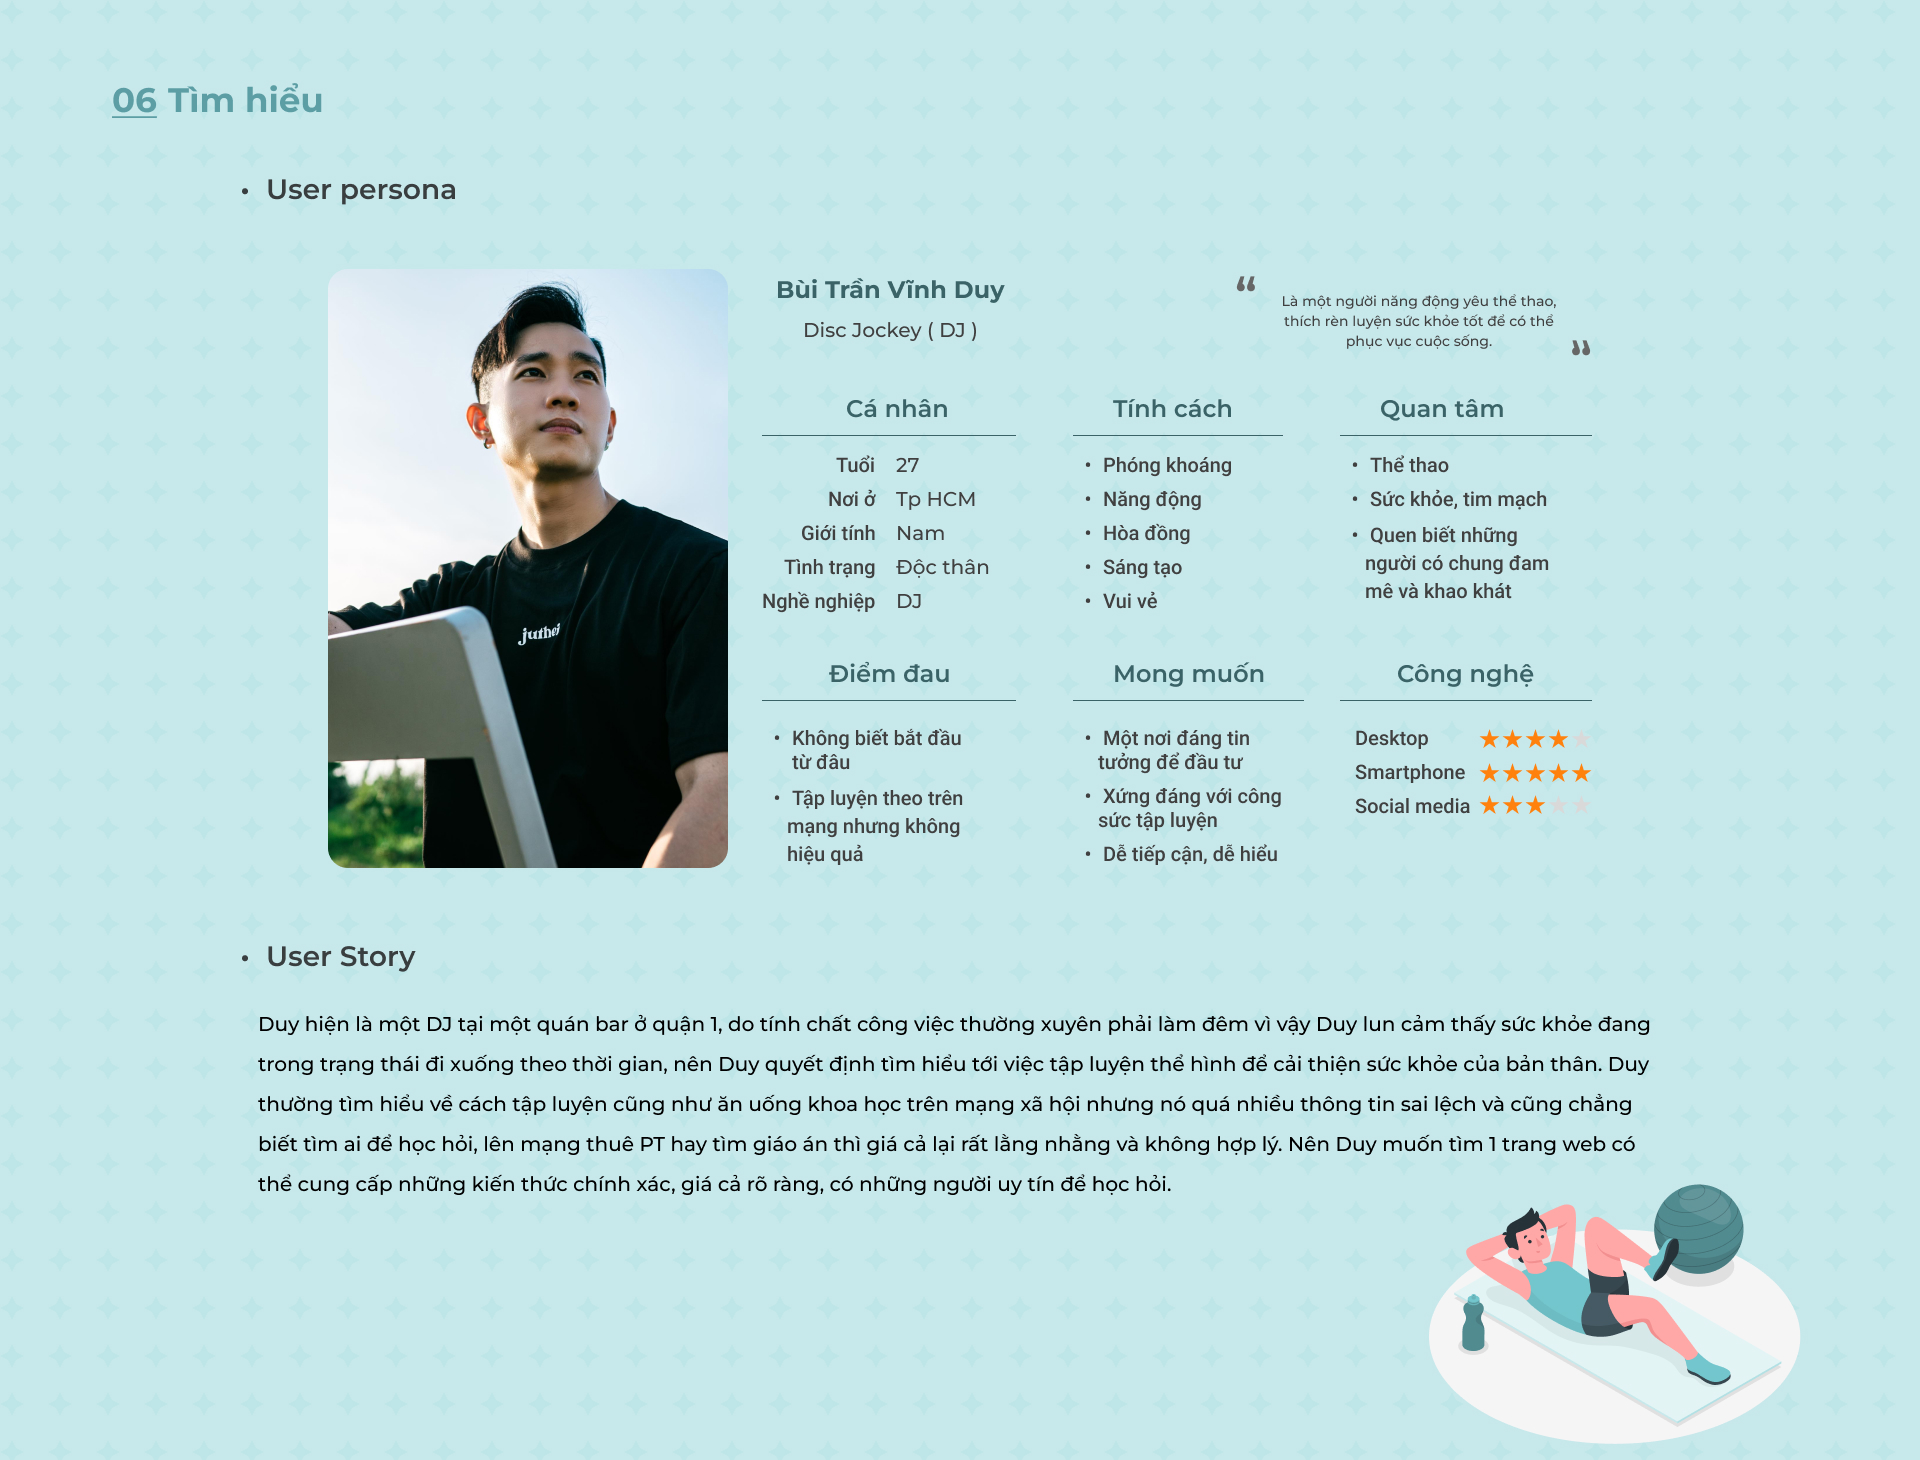 06 Tìm hiểu
• User persona
Bùi Trần Vĩnh Duy
Disc Jockey ( DJ )
“
Là một người năng động yêu thể thao,
thích rèn luyện sức khỏe tốt để có thể
phục vục cuộc sống.
”
juthei
Cá nhân
Tuổi 27
Nơi ở Tp HCM
Giới tính Nam
Tình trạng Độc thân
Nghề nghiệp DJ
Tính cách
• Phóng khoáng
• Năng động
• Hòa đồng
• Sáng tạo
• Vui vẻ
Quan tâm
• Thể thao
• Sức khỏe, tim mạch
• Quen biết những
người có chung đam
mê và khao khát
Điểm đau
• Không biết bắt đầu
từ đâu
• Tập luyện theo trên
mạng nhưng không
hiệu quả
Mong muốn
• Một nơi đáng tin
tưởng để đầu tư
• Xứng đáng với công
sức tập luyện
• Dễ tiếp cận, dễ hiểu
Công nghệ
Desktop
Smartphone
Social media
• User Story
Duy hiện là một DJ tại một quán bar ở quận 1, do tính chất công việc thường xuyên phải làm đêm vì vậy Duy lun cảm thấy sức khỏe đang
trong trạng thái đi xuống theo thời gian, nên Duy quyết định tìm hiểu tới việc tập luyện thể hình để cải thiện sức khỏe của bản thân. Duy
thường tìm hiểu về cách tập luyện cũng như ăn uống khoa học trên mạng xã hội nhưng nó quá nhiều thông tin sai lệch và cũng chẳng
biết tìm ai để học hỏi, lên mạng thuê PT hay tìm giáo án thì giá cả lại rất lằng nhằng và không hợp lý. Nên Duy muốn tìm 1 trang web có
thể cung cấp những kiến thức chính xác, giá cả rõ ràng, có những người uy tín để học hỏi.